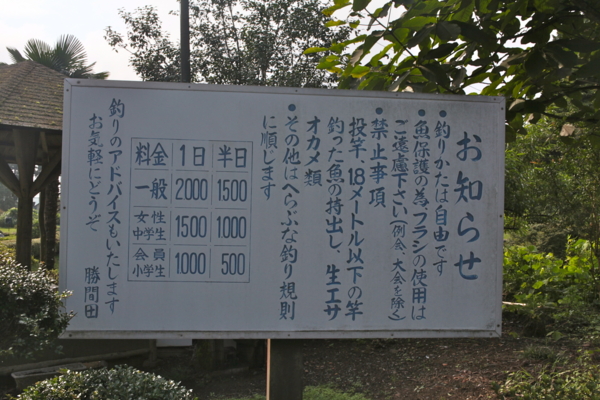 お知らせ
●釣りかたは自由です
●魚保護の為、ブラシの使用は
ご遠慮下さい(例会、大会を除く)
●禁止事項
投竿、18メートル以下の竿
釣った魚の持出し、生エサ
オカメ類
●その他はへらぶな釣り規則
に順じます
料金 1日 半日
一般 2000 1500
女性 中学生 1500 1.000
会員 小学生 1000 500
釣りのアドバイスもいたします
お気軽にどうぞ 勝間田